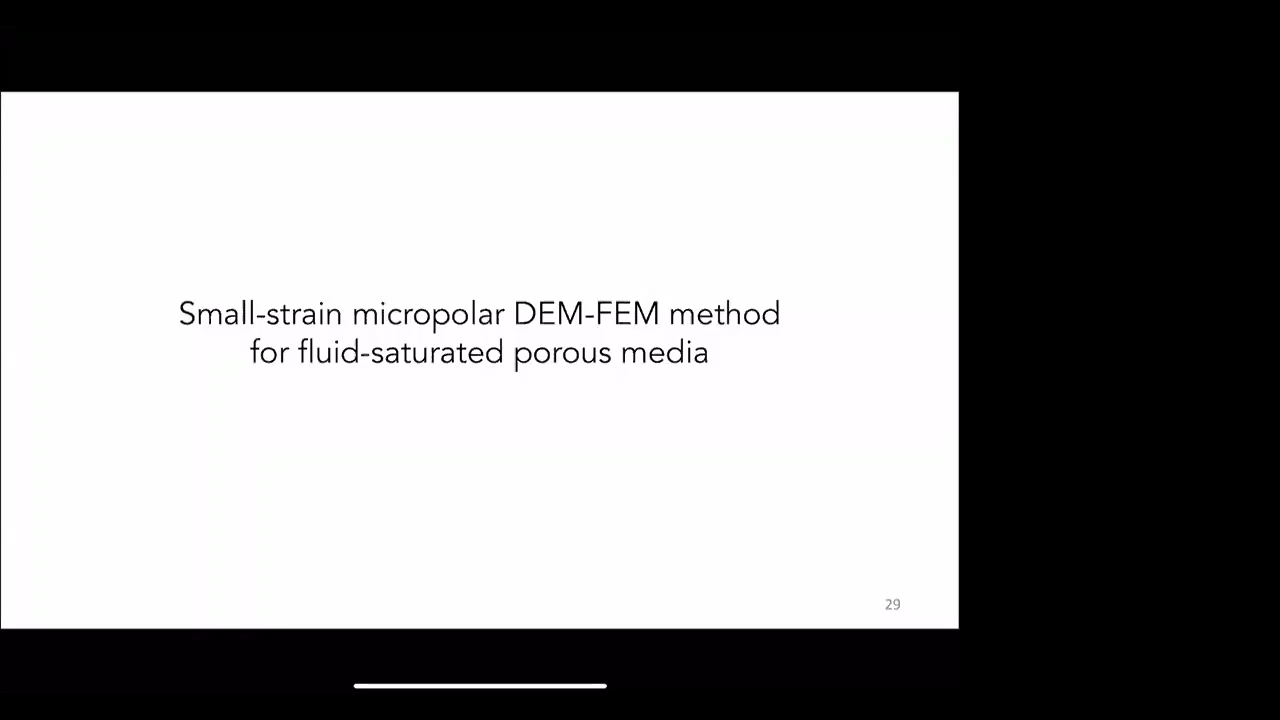 Small-strain micropolar DEM-FEM method
for fluid-saturated porous media
29